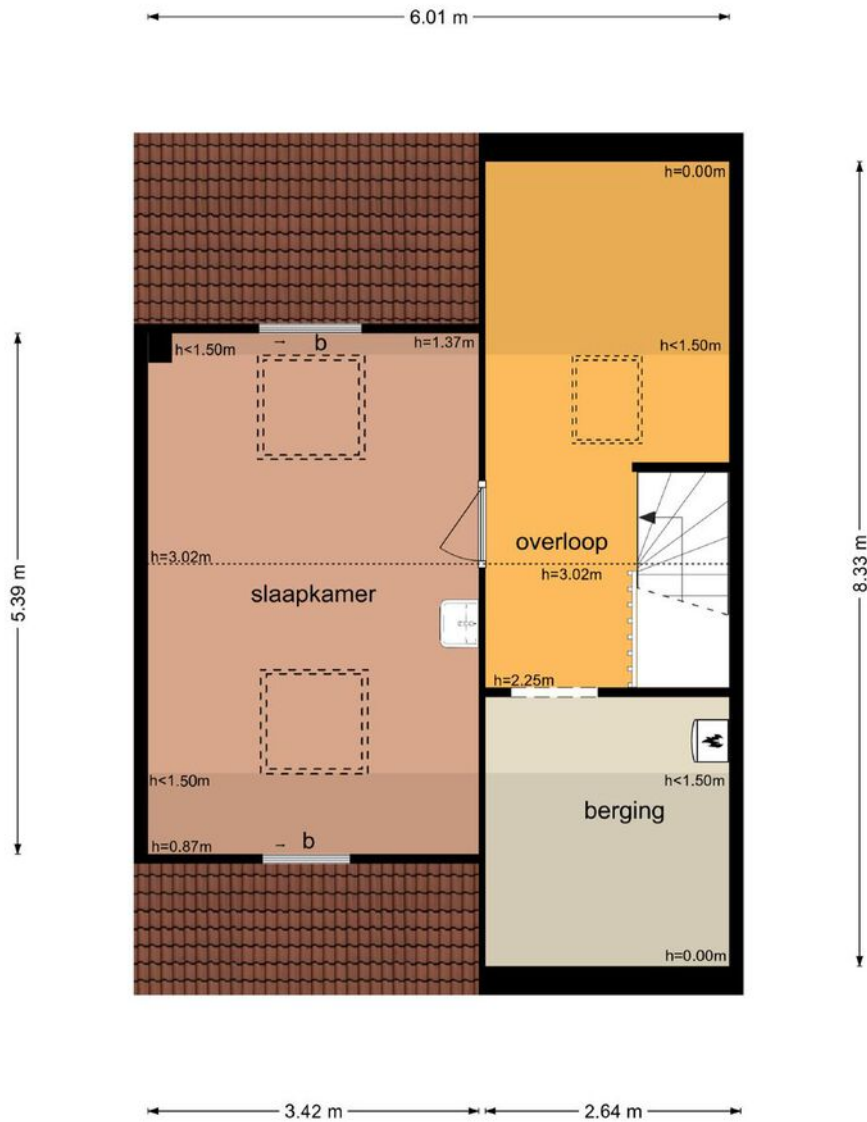 6.01 m
h=0.00m
h<1.50m
b
h=1.37m
h<1.50m
overloop
h=3.02m
h=3.02m
slaapkamer
5.39 m
8.33 m
h=2.25m
h<1.50m
h<1.50m
berging
h=0.87m
b
h=0.00m
3.42 m
2.64 m